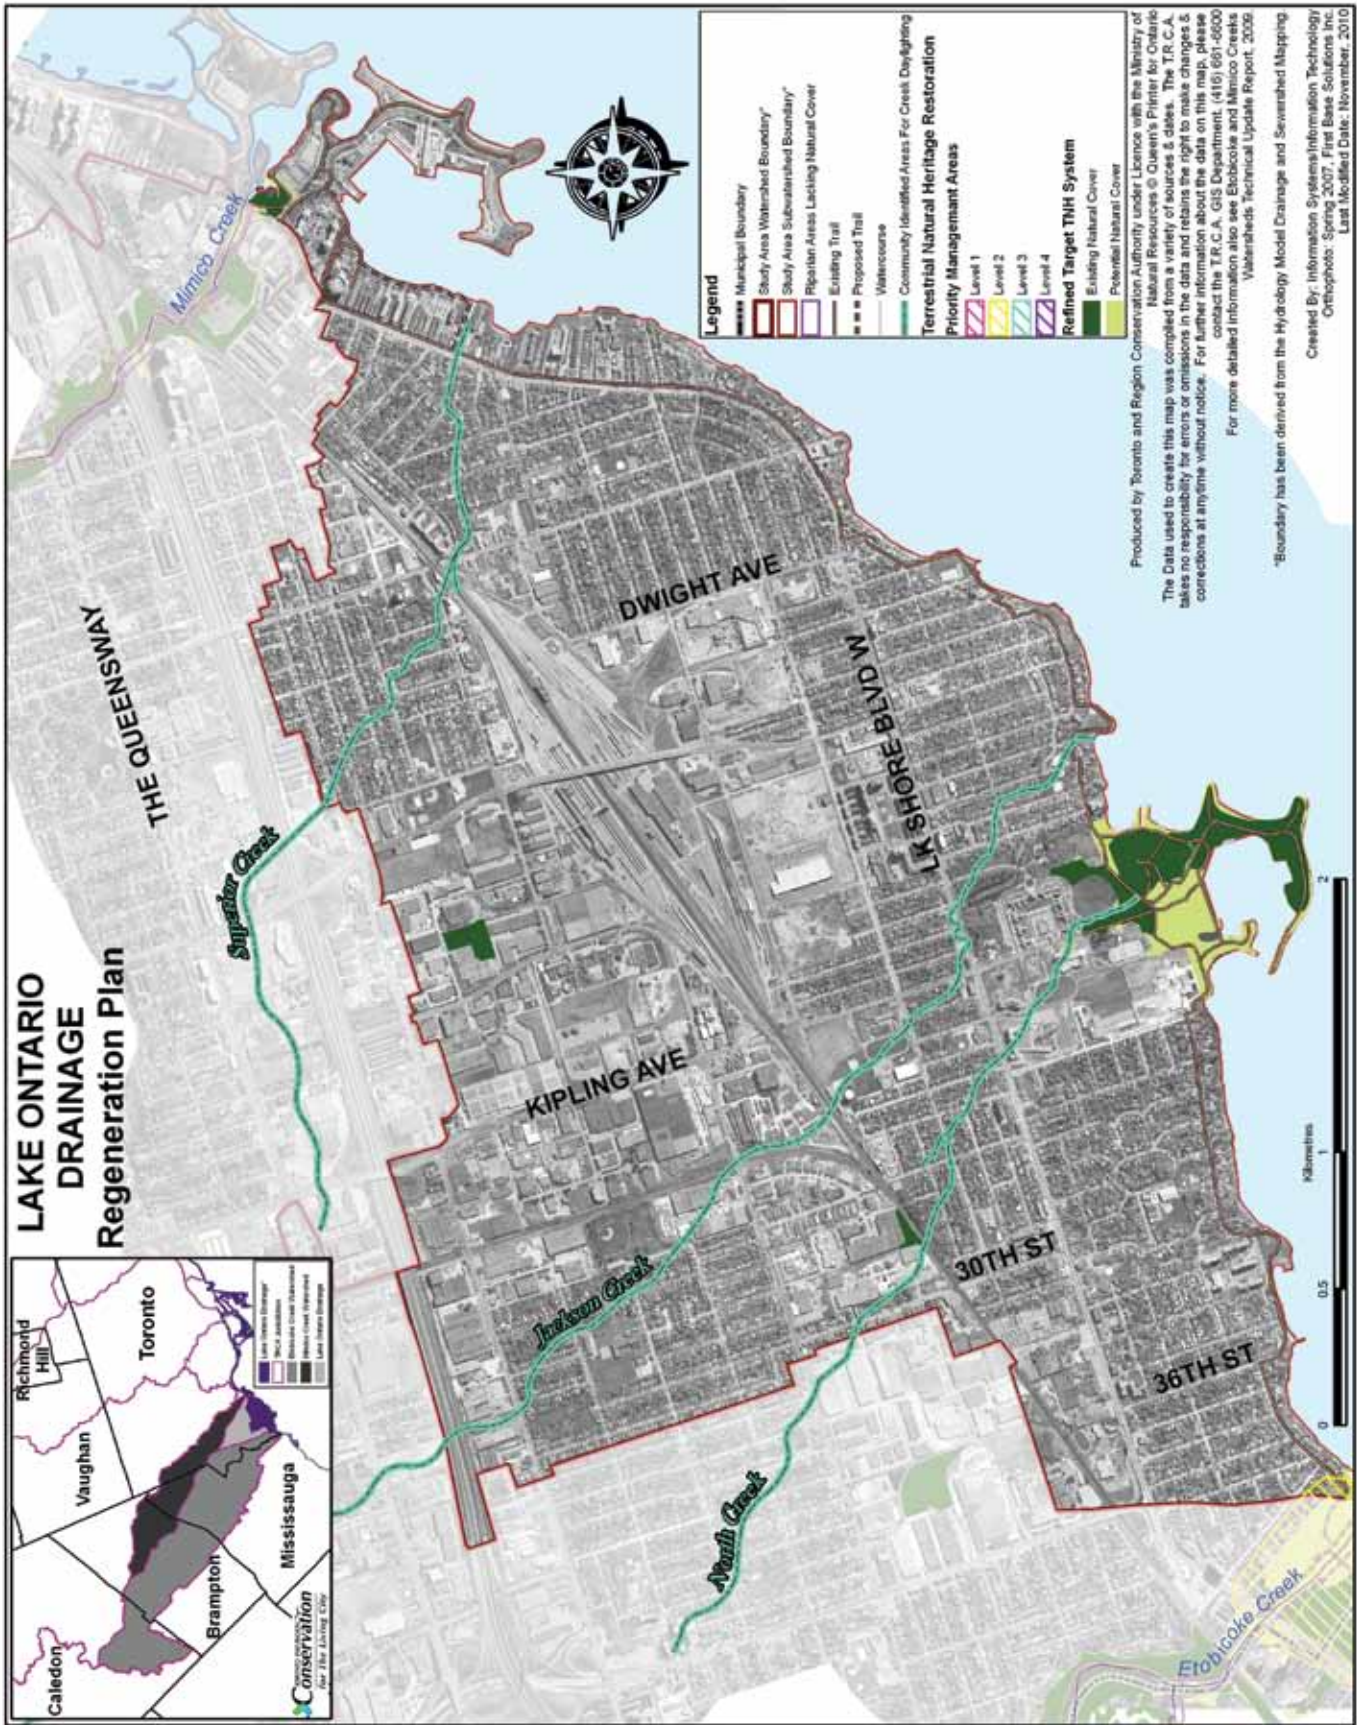 LAKE ONTARIO
DRAINAGE
Regeneration Plan
Richmond
Hill
Vaughan
Toronto
Caledon
Brampton
Mississauga
Lake Ontario Drainage
Conservation
for The Living City
THE QUEENSWAY
Superior Creek
Mimico Creek
Jackson Creek
North Creek
Etobicoke Creek
KIPLING AVE
DWIGHT AVE
LK SHORE BLVD W
30TH ST
36TH ST
0 0.5 1 2
Kilometres
Legend
Municipal Boundary
Study Area Watershed Boundary*
Study Area Subwatershed Boundary*
Riparian Areas Lacking Natural Cover
Existing Trail
Proposed Trail
Watercourse
Community Identified Areas For Creek Daylighting
Terrestrial Natural Heritage Restoration
Priority Management Areas
Level 1
Level 2
Level 3
Level 4
Refined Target TNH System
Existing Natural Cover
Potential Natural Cover
Produced by Toronto and Region Conservation Authority under Licence with the Ministry of
Natural Resources © Queen's Printer for Ontario
The Data used to create this map was compiled from a variety of sources & dates. The T.R.C.A.
takes no responsibility for errors or omissions in the data and retains the right to make changes &
corrections at anytime without notice. For further information about the data on this map, please
contact the T.R.C.A. GIS Department. (416) 661-6600
For more detailed information also see Etobicoke and Mimico Creeks
Watersheds Technical Update Report, 2009.
*Boundary has been derived from the Hydrology Model Drainage and Sewershed Mapping.
Created By: Information Systems/Information Technology
Orthophoto: Spring 2007, First Base Solutions Inc.
Last Modified Date: November, 2010